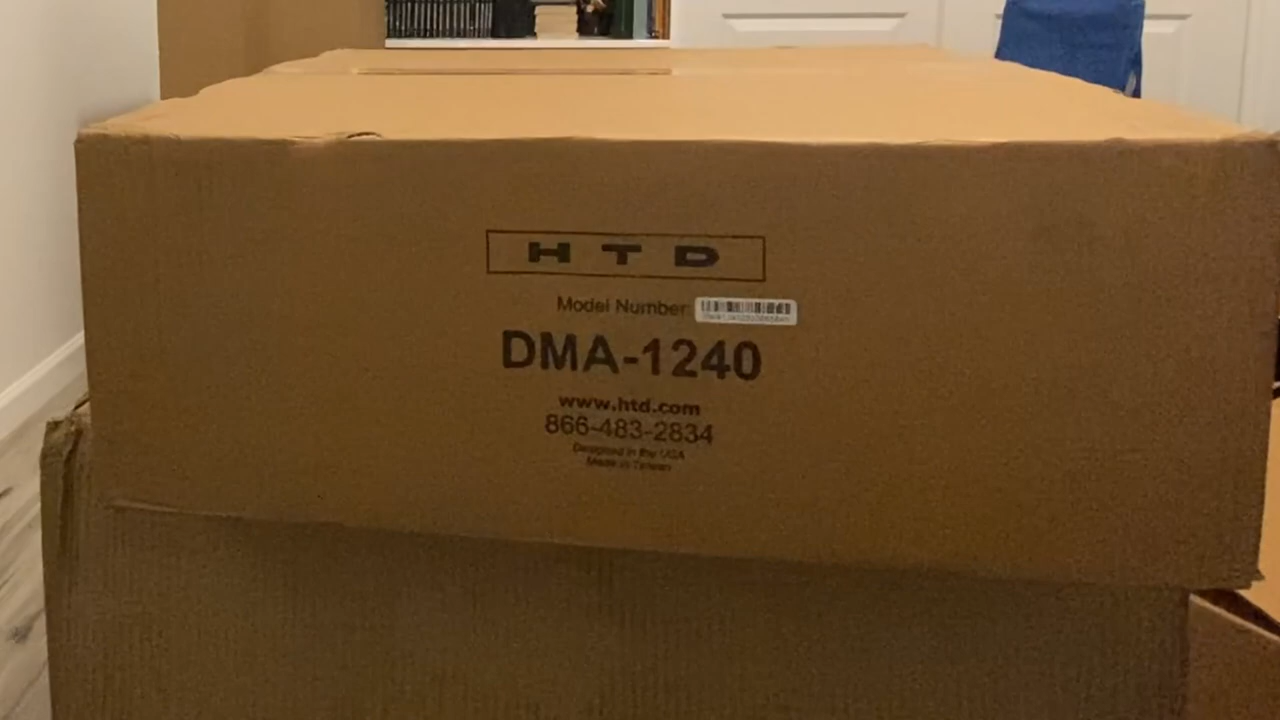 HTD
Model Number
DMA-1240
www.htd.com
866-483-2834
Designed in the USA
Made in Taiwan